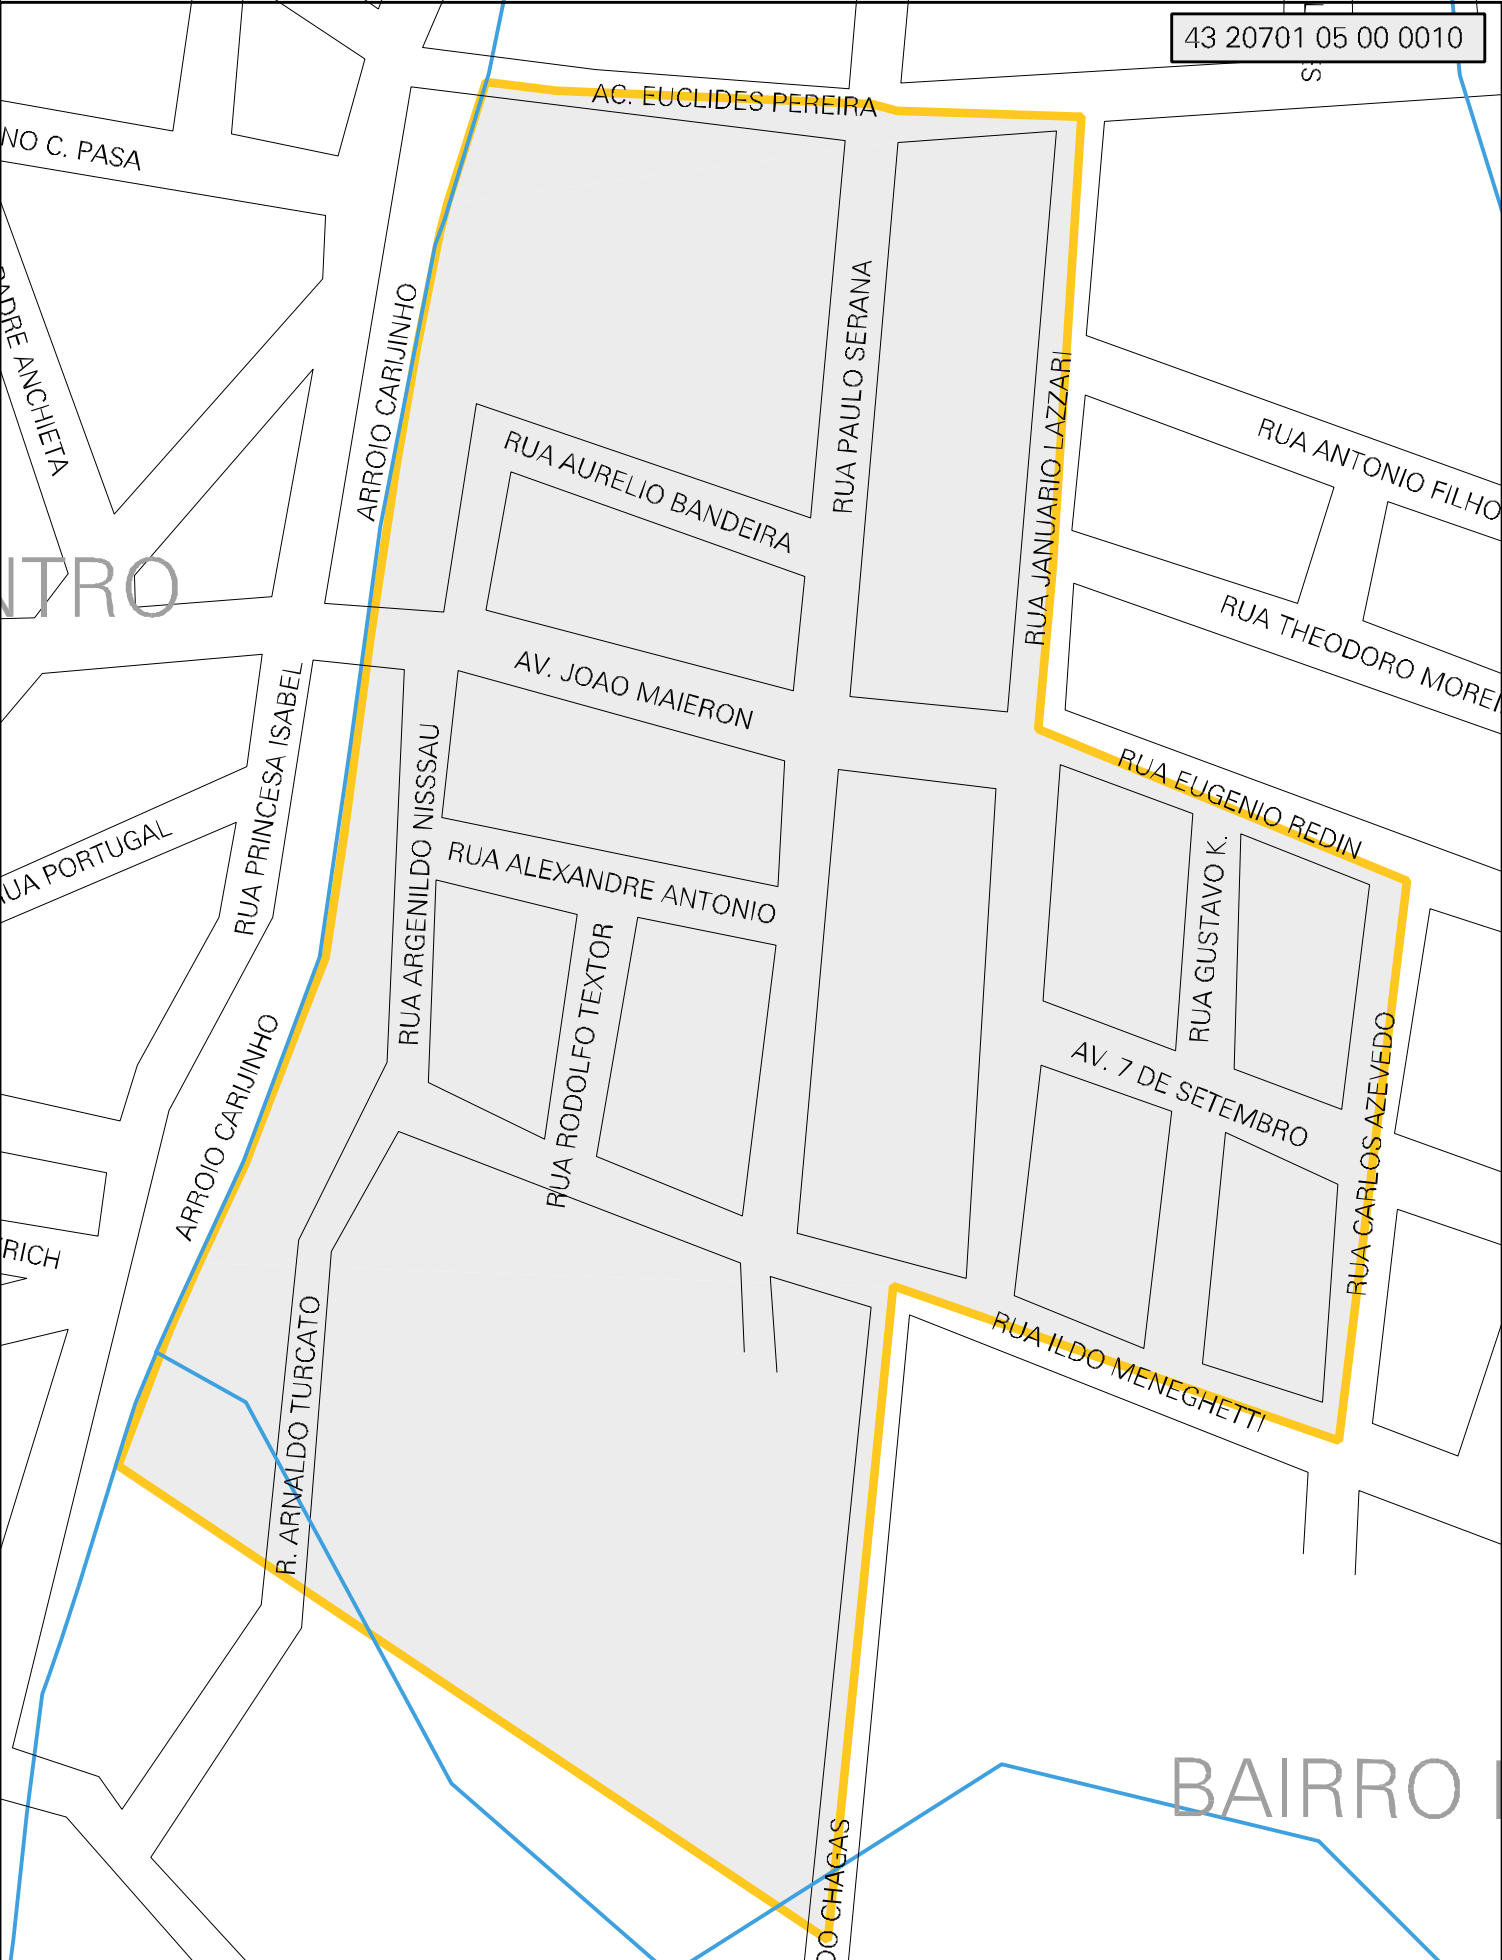 43 20701 05 00 0010
AC. EUCLIDES PEREIRA
NO C. PASA
ARROIO CARIJINHO
RUA PAULO SERANA
RUA JANUARIO LAZZARI
ADRE ANCHIETA
RUA AURELIO BANDEIRA
RUA ANTONIO FILHO
NTRO
RUA THEODORO MOREI
AV. JOAO MAIERON
RUA PRINCESA ISABEL
RUA ARGENILDO NISSSAU
RUA EUGENIO REDIN
RUA PORTUGAL
RUA ALEXANDRE ANTONIO
RUA GUSTAVO K.
RUA RODOLFO TEXTOR
ARROIO CARIJINHO
AV. 7 DE SETEMBRO
RUA CARLOS AZEVEDO
RICH
R. ARNALDO TURCATO
RUA ILDO MENEGHETTI
BAIRRO
DO CHAGAS